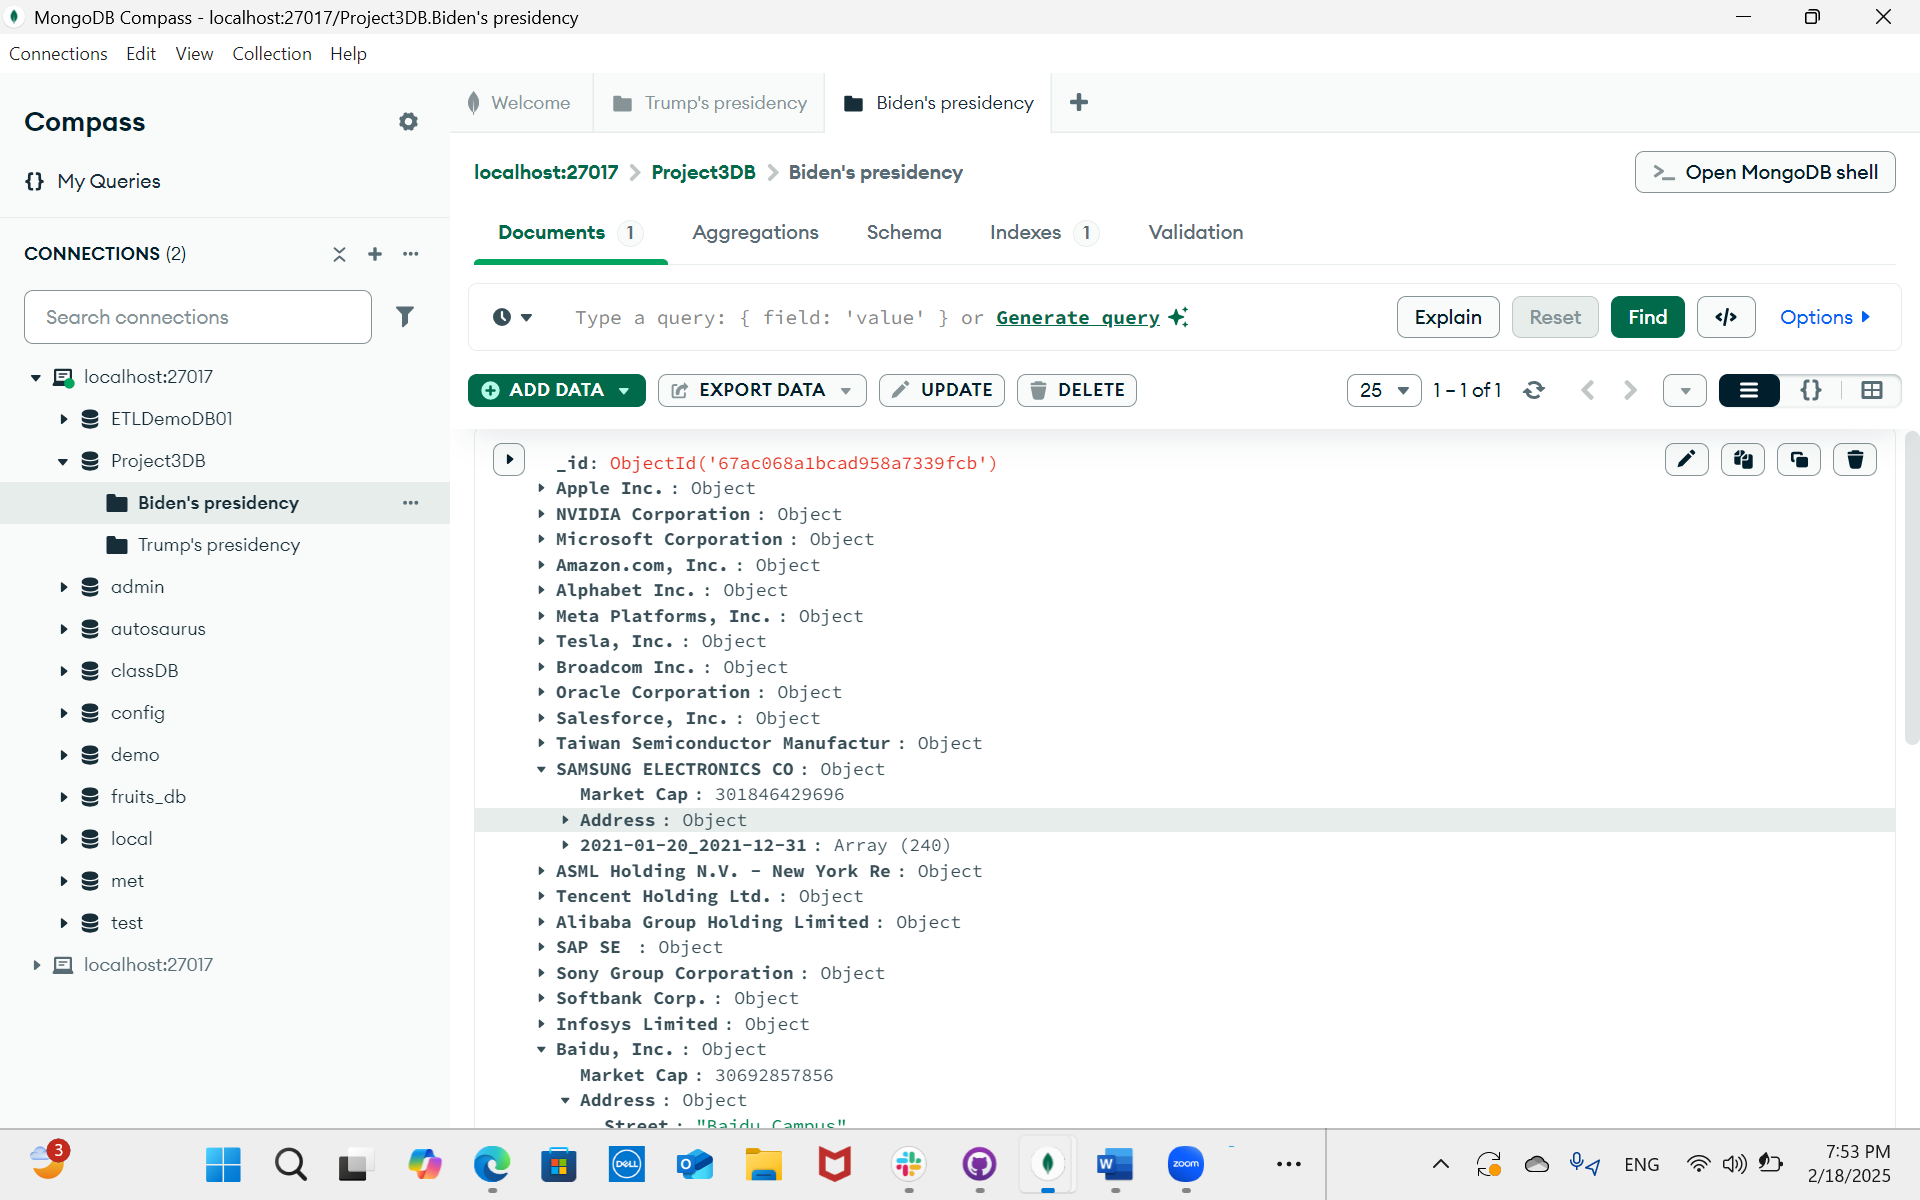 MongoDB Compass - localhost:27017/Project3DB.Biden's presidency
Connections Edit View Collection Help
Compass
{} My Queries
CONNECTIONS (2)
Search connections
localhost:27017
ETLDemoDB01
Project3DB
Biden's presidency
Trump's presidency
admin
autosaurus
classDB
config
demo
fruits_db
local
met
test
localhost:27017
Welcome Trump's presidency Biden's presidency
localhost:27017 > Project3DB > Biden's presidency
>_ Open MongoDB shell
Documents 1 Aggregations Schema Indexes 1 Validation
Type a query: { field: 'value' } or Generate query
Explain Reset Find </> Options
ADD DATA EXPORT DATA UPDATE DELETE
25 1 – 1 of 1 {}
_id: ObjectId('67ac068a1bcad958a7339fcb')
Apple Inc. : Object
NVIDIA Corporation : Object
Microsoft Corporation : Object
Amazon.com, Inc. : Object
Alphabet Inc. : Object
Meta Platforms, Inc. : Object
Tesla, Inc. : Object
Broadcom Inc. : Object
Oracle Corporation : Object
Salesforce, Inc. : Object
Taiwan Semiconductor Manufactur : Object
SAMSUNG ELECTRONICS CO : Object
Market Cap : 301846429696
Address : Object
2021-01-20_2021-12-31 : Array (240)
ASML Holding N.V. - New York Re : Object
Tencent Holding Ltd. : Object
Alibaba Group Holding Limited : Object
SAP SE : Object
Sony Group Corporation : Object
Softbank Corp. : Object
Infosys Limited : Object
Baidu, Inc. : Object
Market Cap : 30692857856
Address : Object
Street : "Baidu Campus"
3
DELL
zoom
ENG
7:53 PM
2/18/2025